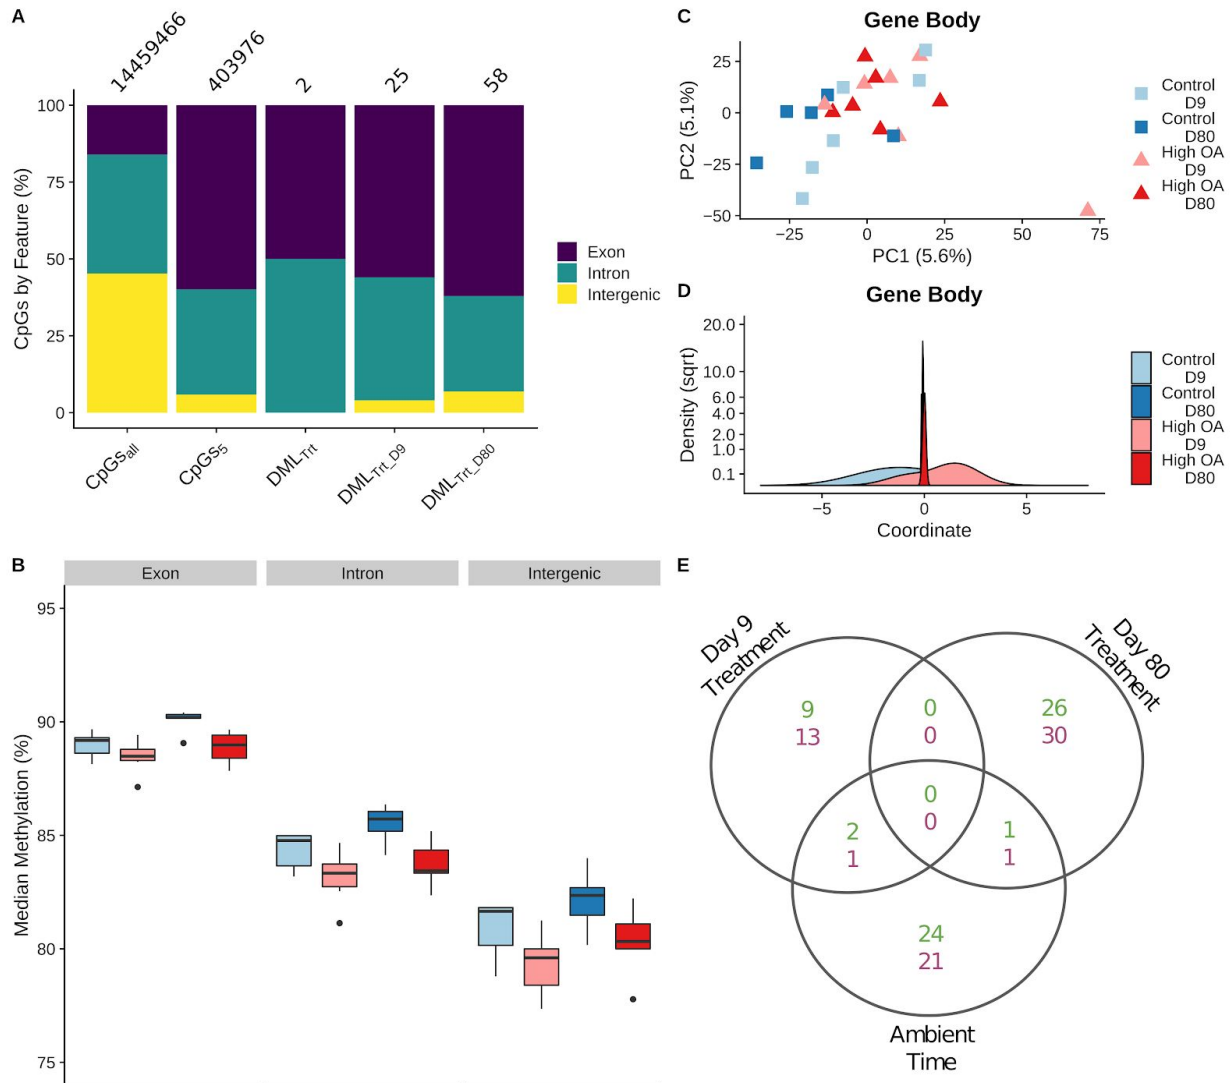 A
14459466
403976
2
25
58
CpGs by Feature (%)
100
75
50
25
0
CpGsall
CpGs5
DMLTrt
DMLTrt_D9
DMLTrt_D80
Exon
Intron
Intergenic
B
Exon
Intron
Intergenic
Median Methylation (%)
95
90
85
80
75
C
Gene Body
PC2 (5.1%)
25
0
−25
−50
−25
0
25
50
75
PC1 (5.6%)
Control
D9
Control
D80
High OA
D9
High OA
D80
D
Gene Body
Density (sqrt)
20.0
10.0
6.0
4.0
2.0
1.0
0.1
−5
0
5
Coordinate
Control
D9
Control
D80
High OA
D9
High OA
D80
E
Day 9
Treatment
Day 80
Treatment
9
13
0
0
26
30
0
0
2
1
1
1
24
21
Ambient
Time